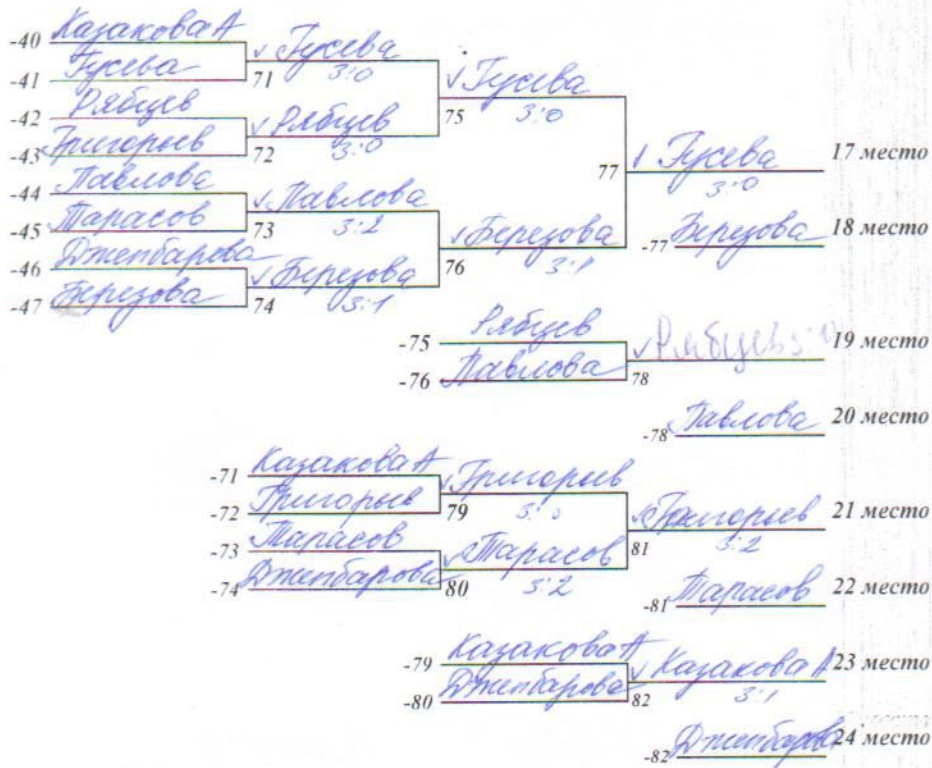 -40 Казакова А
-41 Гусева
71 Гусева
3:0
-42 Рябцев
-43 Григорьев
72 Рябцев
3:0
75 Гусева
3:0
-44 Павлова
-45 Тарасов
73 Павлова
3:2
-46 Джепбарова
-47 Березова
74 Березова
3:1
76 Березова
3:1
77 Гусева 17 место
3:0
-77 Березова 18 место
-75 Рябцев
-76 Павлова
78 Рябцев 19 место
-78 Павлова 20 место
-71 Казакова А
-72 Григорьев
79 Григорьев
3:0
-73 Тарасов
-74 Джепбарова
80 Тарасов
3:2
81 Григорьев 21 место
3:2
-81 Тарасов 22 место
-79 Казакова А
-80 Джепбарова
82 Казакова А 23 место
3:1
-82 Джепбарова 24 место